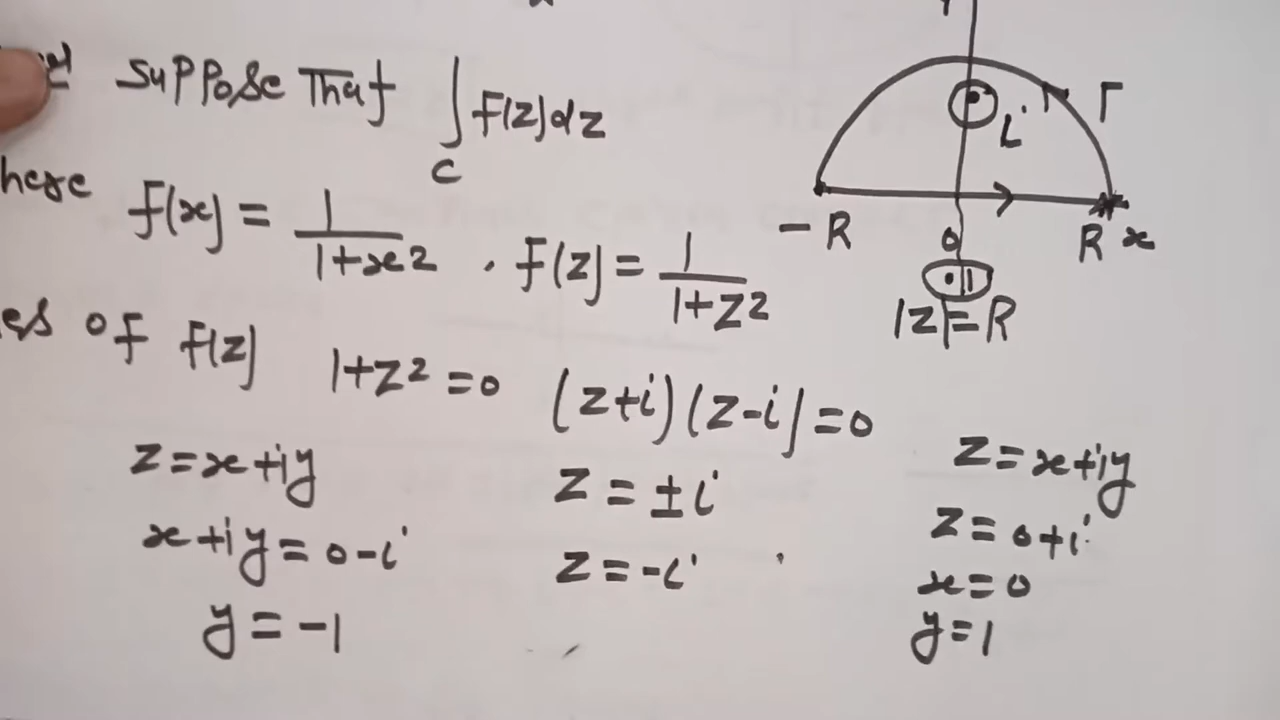 suppose That ∫_C f(z)dz
f(x) = 1/(1+x²) . f(z) = 1/(1+z²)
of f(z) 1+z² = 0 (z+i)(z-i) = 0
z = x+iy
x+iy = 0-i
y = -1
z = ±i
z = -i
z = x+iy
z = 0+i
x = 0
y = 1
i Γ
-R 0 R x
|z| = R